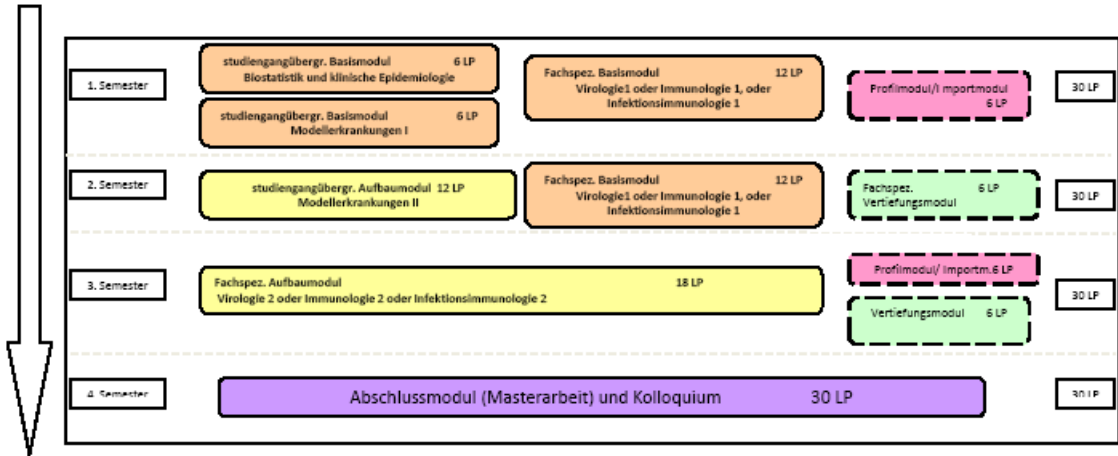 1. Semester
studiengangübergr. Basismodul 6 LP
Biostatistik und klinische Epidemiologie
studiengangübergr. Basismodul 6 LP
Modellerkrankungen I
Fachspez. Basismodul 12 LP
Virologie1 oder Immunologie 1, oder
Infektionsimmunologie 1
Profilmodul/Importmodul
6 LP
30 LP
2. Semester
studiengangübergr. Aufbaumodul 12 LP
Modellerkrankungen II
Fachspez. Basismodul 12 LP
Virologie1 oder Immunologie 1, oder
Infektionsimmunologie 1
Fachspez. 6 LP
Vertiefungsmodul
30 LP
3. Semester
Fachspez. Aufbaumodul 18 LP
Virologie 2 oder Immunologie 2 oder Infektionsimmunologie 2
Profilmodul/ Importm.6 LP
Vertiefungsmodul 6 LP
30 LP
4. Semester
Abschlussmodul (Masterarbeit) und Kolloquium 30 LP
30 LP